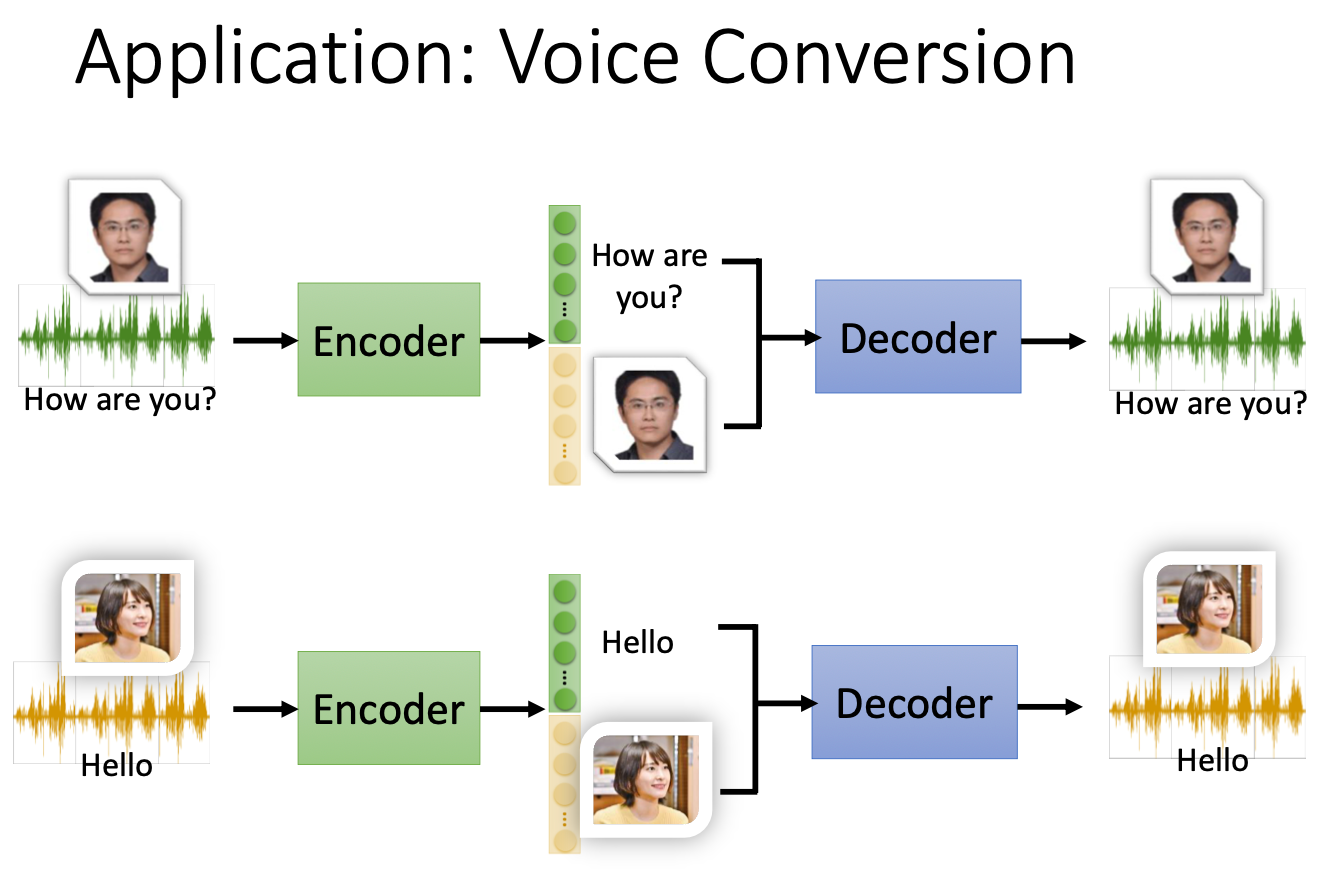 Application: Voice Conversion
How are
you?
Encoder
Decoder
How are you?
How are you?
Hello
Encoder
Decoder
Hello
Hello